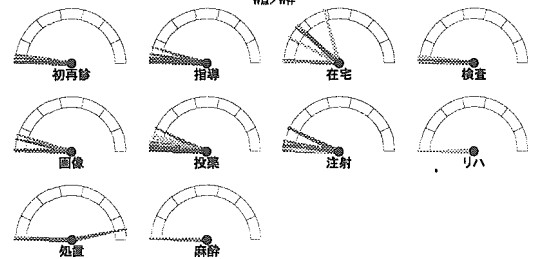 初再診 指導 在宅 検査
画像 投薬 注射 リハ
処置 麻酔